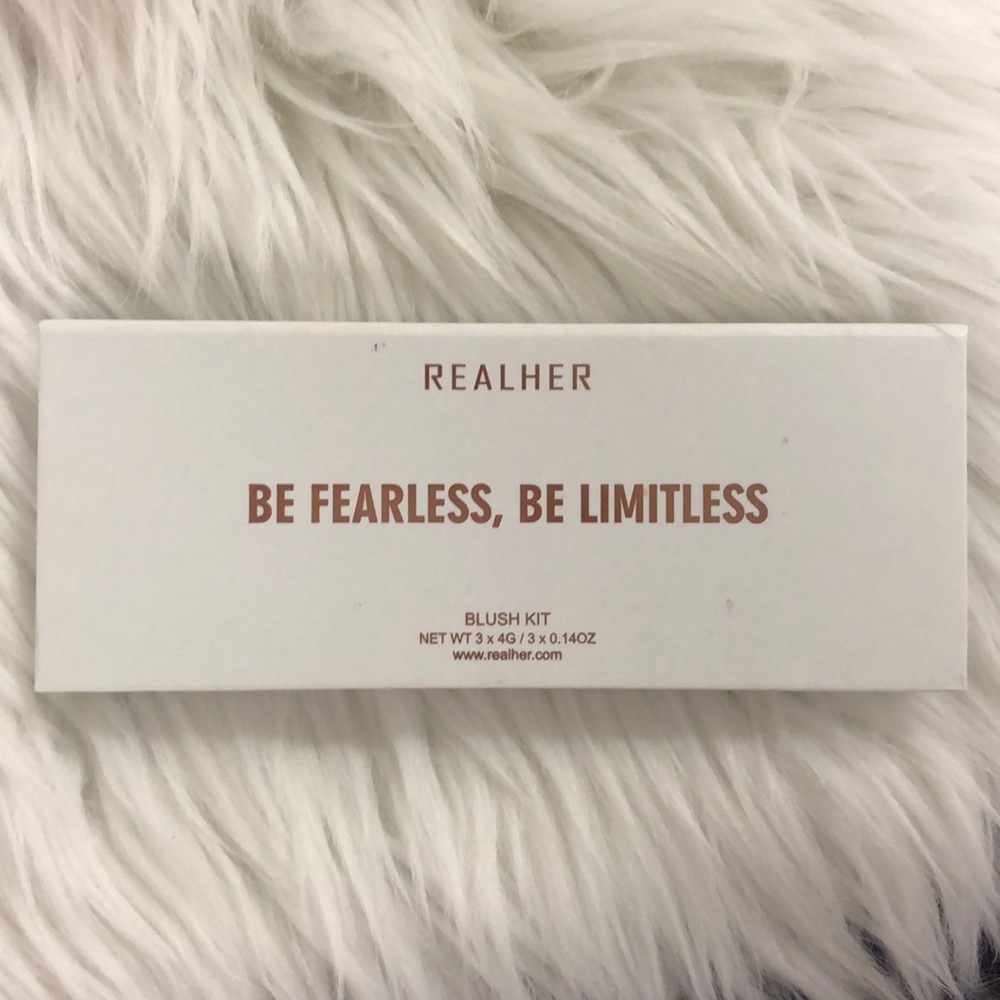 REALHER
BE FEARLESS, BE LIMITLESS
BLUSH KIT
NET WT 3 x 4G / 3 x 0.14OZ
www.realher.com